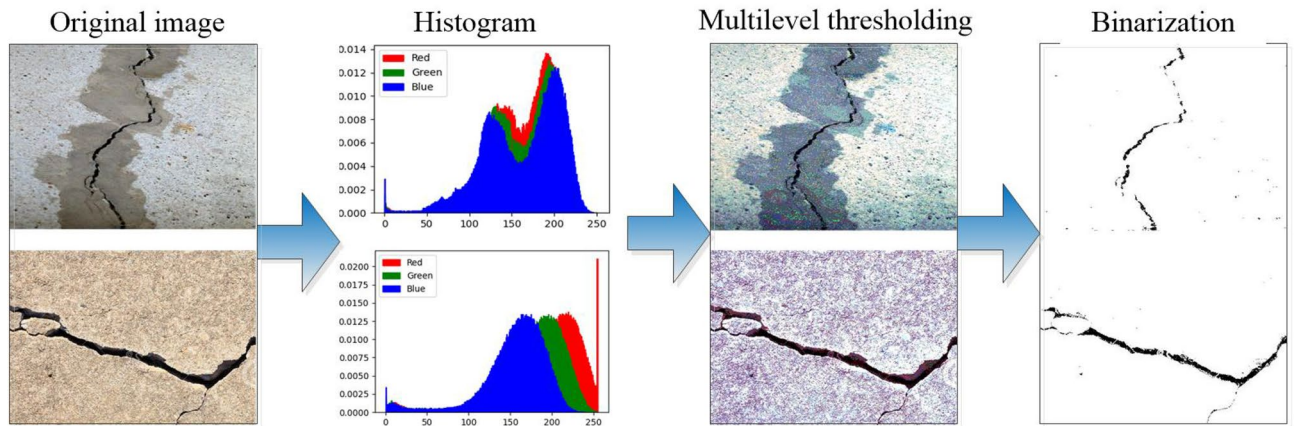 Original image
Histogram
Multilevel thresholding
Binarization
0.014
0.012
0.010
0.008
0.006
0.004
0.002
0.000
Red
Green
Blue
0 50 100 150 200 250
0.0200
0.0175
0.0150
0.0125
0.0100
0.0075
0.0050
0.0025
0.0000
Red
Green
Blue
0 50 100 150 200 250